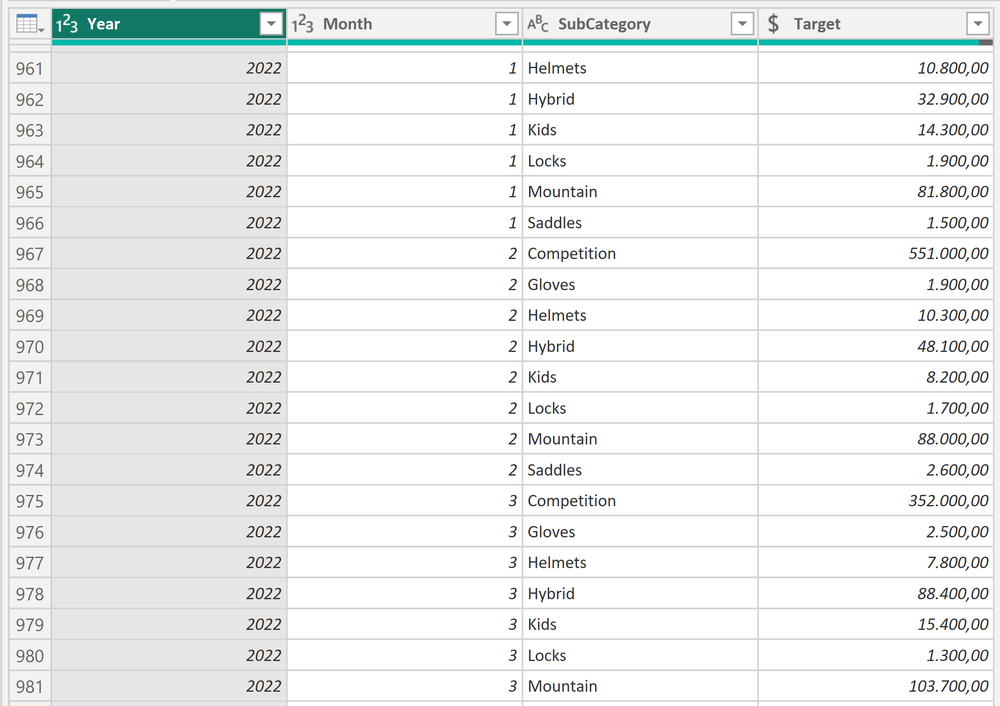 123 Year 123 Month ABC SubCategory $ Target
961 2022 1 Helmets 10.800,00
962 2022 1 Hybrid 32.900,00
963 2022 1 Kids 14.300,00
964 2022 1 Locks 1.900,00
965 2022 1 Mountain 81.800,00
966 2022 1 Saddles 1.500,00
967 2022 2 Competition 551.000,00
968 2022 2 Gloves 1.900,00
969 2022 2 Helmets 10.300,00
970 2022 2 Hybrid 48.100,00
971 2022 2 Kids 8.200,00
972 2022 2 Locks 1.700,00
973 2022 2 Mountain 88.000,00
974 2022 2 Saddles 2.600,00
975 2022 3 Competition 352.000,00
976 2022 3 Gloves 2.500,00
977 2022 3 Helmets 7.800,00
978 2022 3 Hybrid 88.400,00
979 2022 3 Kids 15.400,00
980 2022 3 Locks 1.300,00
981 2022 3 Mountain 103.700,00